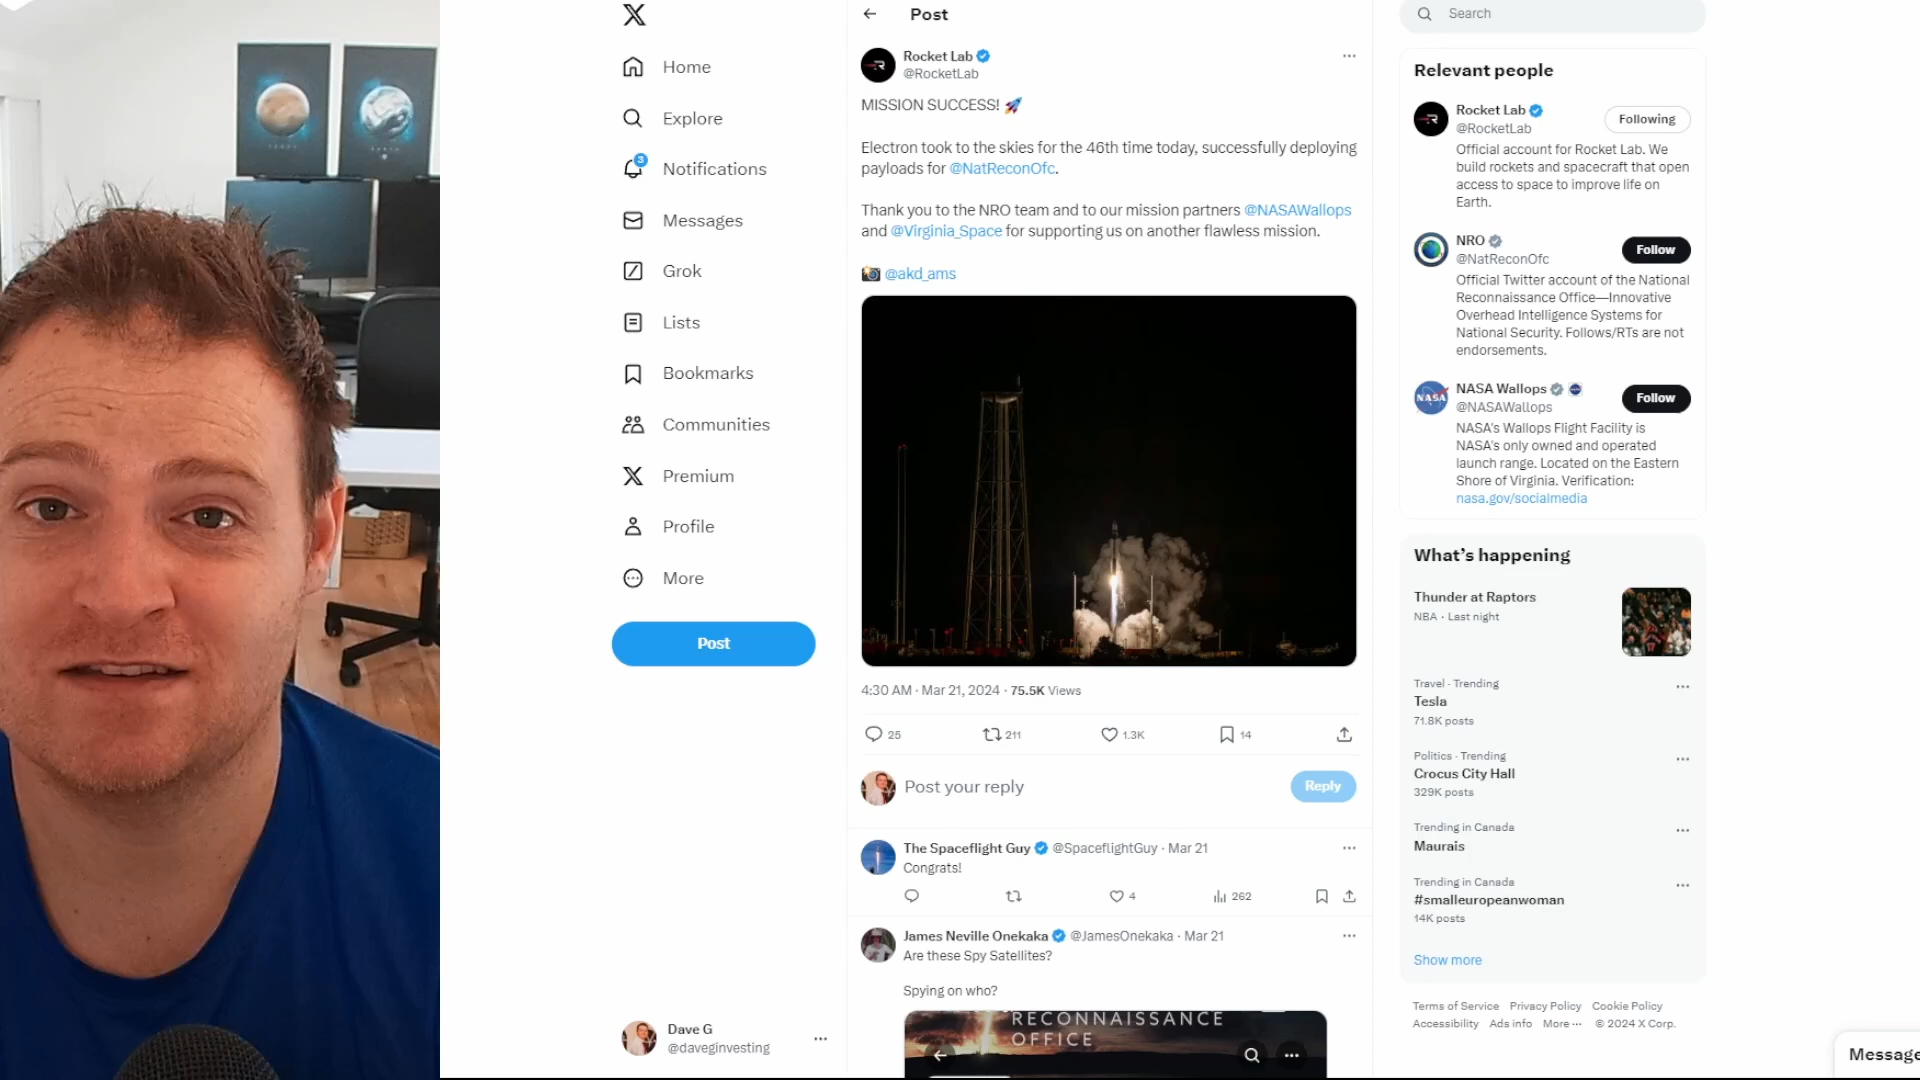 Home
Explore
3
Notifications
Messages
Grok
Lists
Bookmarks
Communities
Premium
Profile
More
Post
Dave G
@daveginvesting
Post
Rocket Lab
@RocketLab
MISSION SUCCESS! 🚀
Electron took to the skies for the 46th time today, successfully deploying
payloads for @NatReconOfc.
Thank you to the NRO team and to our mission partners @NASAWallops
and @Virginia_Space for supporting us on another flawless mission.
📸 @akd_ams
4:30 AM · Mar 21, 2024 · 75.5K Views
25 211 1.3K 14
Post your reply
Reply
The Spaceflight Guy @SpaceflightGuy · Mar 21
Congrats!
4 262
James Neville Onekaka @JamesOnekaka · Mar 21
Are these Spy Satellites?
Spying on who?
RECONNAISSANCE
OFFICE
Search
Relevant people
Rocket Lab
@RocketLab
Following
Official account for Rocket Lab. We
build rockets and spacecraft that open
access to space to improve life on
Earth.
NRO
@NatReconOfc
Follow
Official Twitter account of the National
Reconnaissance Office—Innovative
Overhead Intelligence Systems for
National Security. Follows/RTs are not
endorsements.
NASA
NASA Wallops
@NASAWallops
Follow
NASA's Wallops Flight Facility is
NASA's only owned and operated
launch range. Located on the Eastern
Shore of Virginia. Verification:
nasa.gov/socialmedia
What's happening
Thunder at Raptors
NBA · Last night
Travel · Trending
Tesla
71.8K posts
Politics · Trending
Crocus City Hall
329K posts
Trending in Canada
Maurais
Trending in Canada
#smalleuropeanwoman
14K posts
Show more
Terms of Service Privacy Policy Cookie Policy
Accessibility Ads info More ··· © 2024 X Corp.
Message